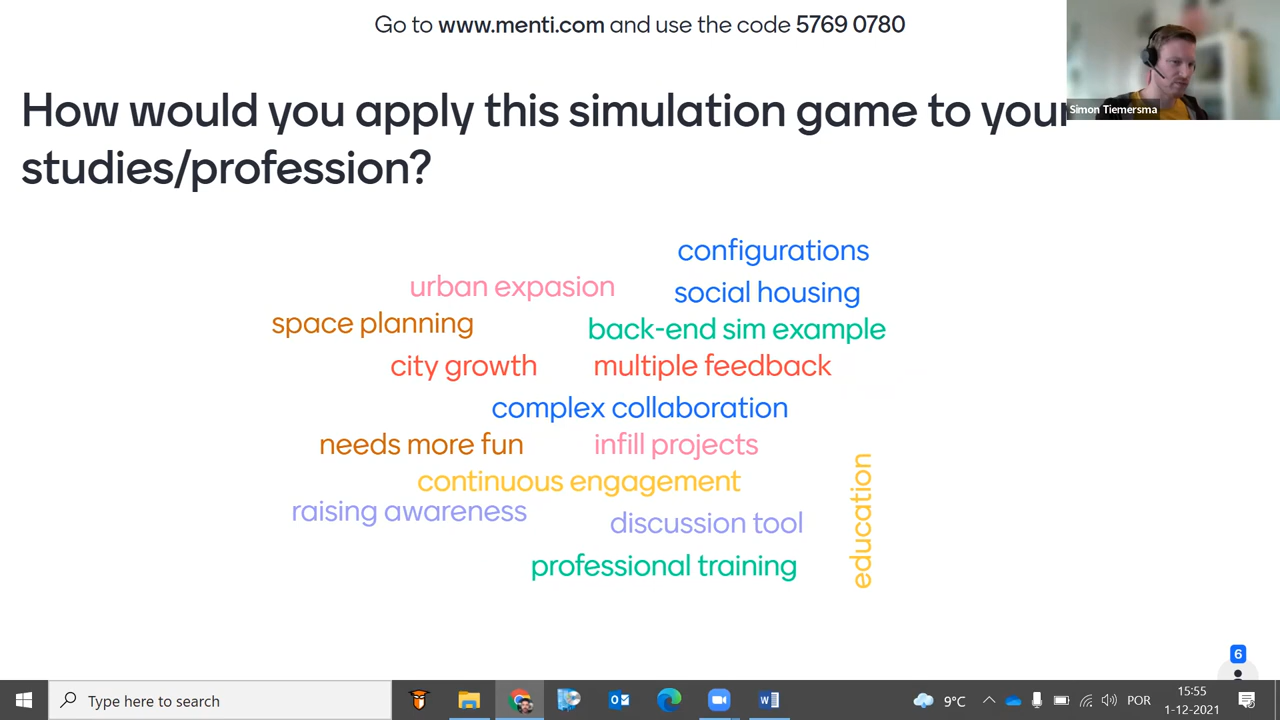 Go to www.menti.com and use the code 5769 0780
How would you apply this simulation game to your
studies/profession?
Simon Tiemersma
configurations
urban expasion
social housing
space planning
back-end sim example
city growth
multiple feedback
complex collaboration
needs more fun
infill projects
continuous engagement
education
raising awareness
discussion tool
professional training
6
Type here to search
9°C
POR
15:55
1-12-2021